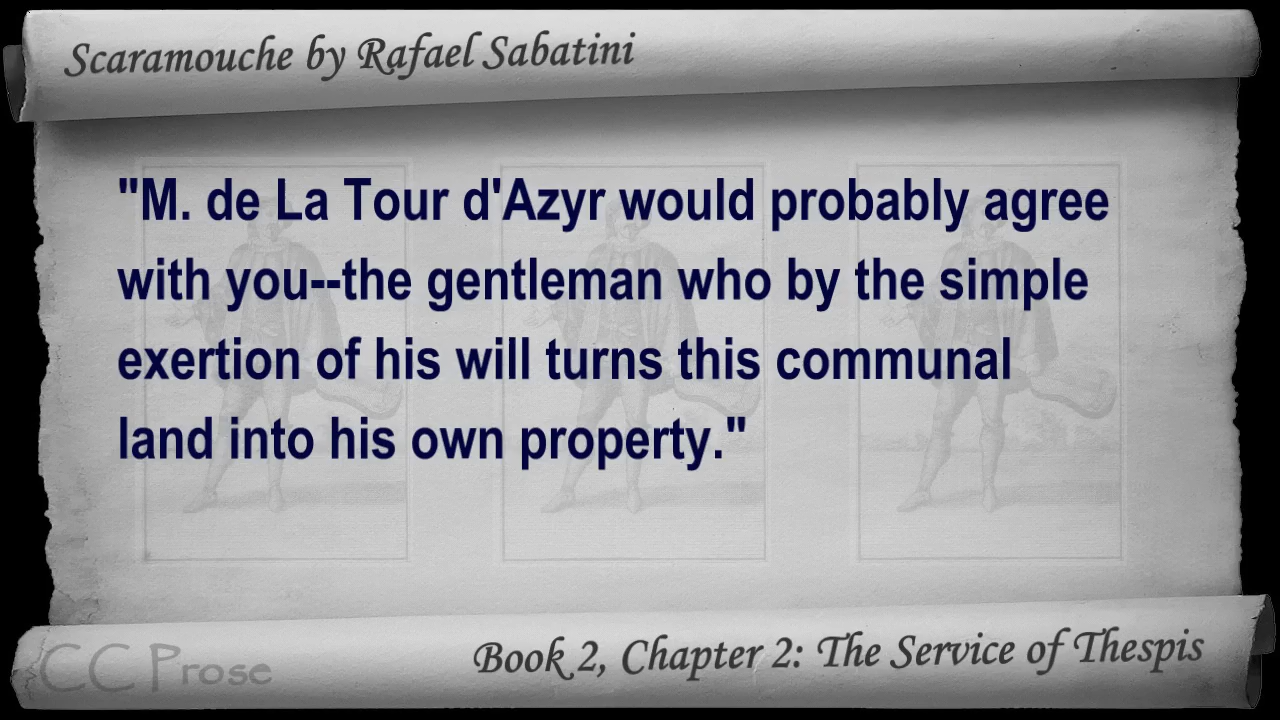 Scaramouche by Rafael Sabatini
"M. de La Tour d'Azyr would probably agree
with you--the gentleman who by the simple
exertion of his will turns this communal
land into his own property."
CC Prose
Book 2, Chapter 2: The Service of Thespis